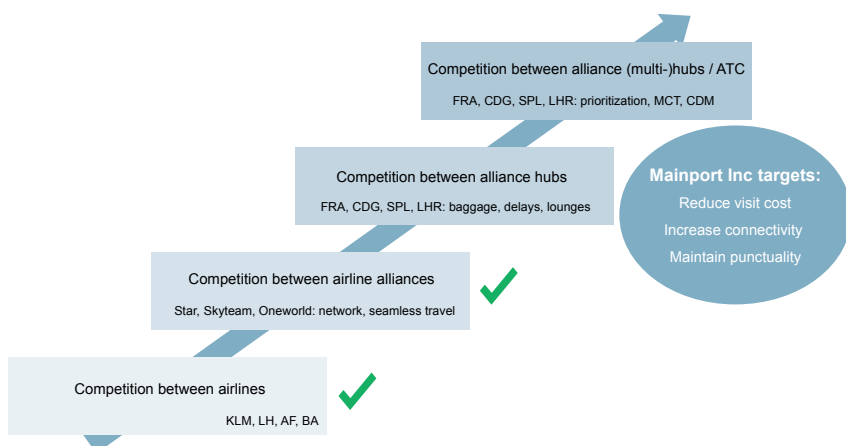 Competition between alliance (multi-)hubs / ATC
FRA, CDG, SPL, LHR: prioritization, MCT, CDM
Competition between alliance hubs
FRA, CDG, SPL, LHR: baggage, delays, lounges
Mainport Inc targets:
Reduce visit cost
Increase connectivity
Maintain punctuality
Competition between airline alliances
Star, Skyteam, Oneworld: network, seamless travel
Competition between airlines
KLM, LH, AF, BA